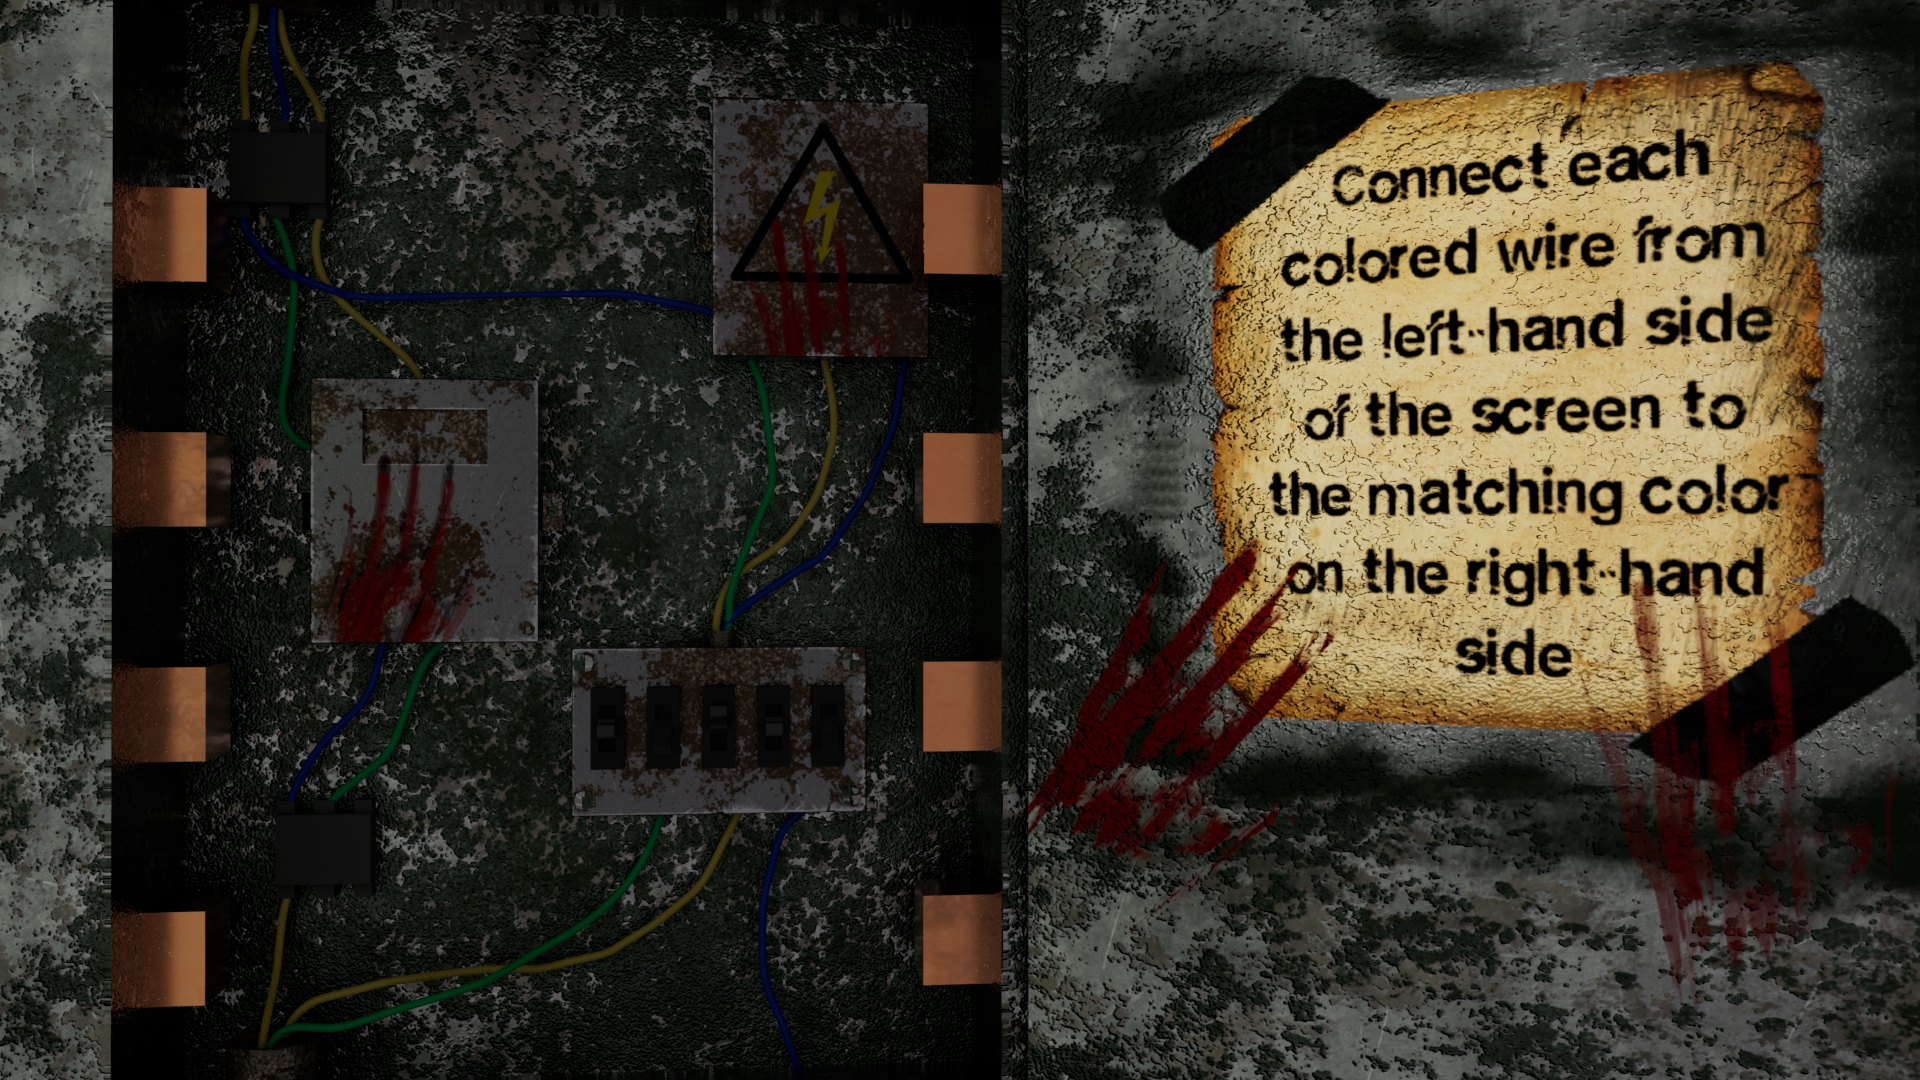 Connect each
colored wire from
the left-hand side
of the screen to
the matching color
on the right-hand
side